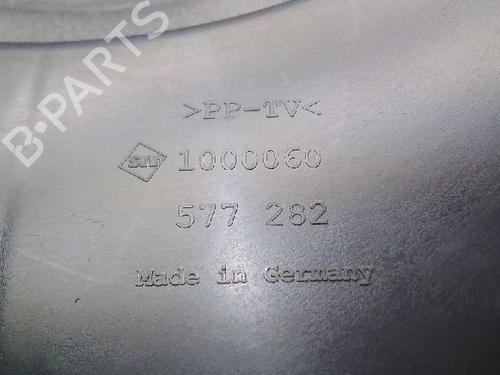 B-PARTS
>PP-TV<
1000060
577 282
Made in Germany